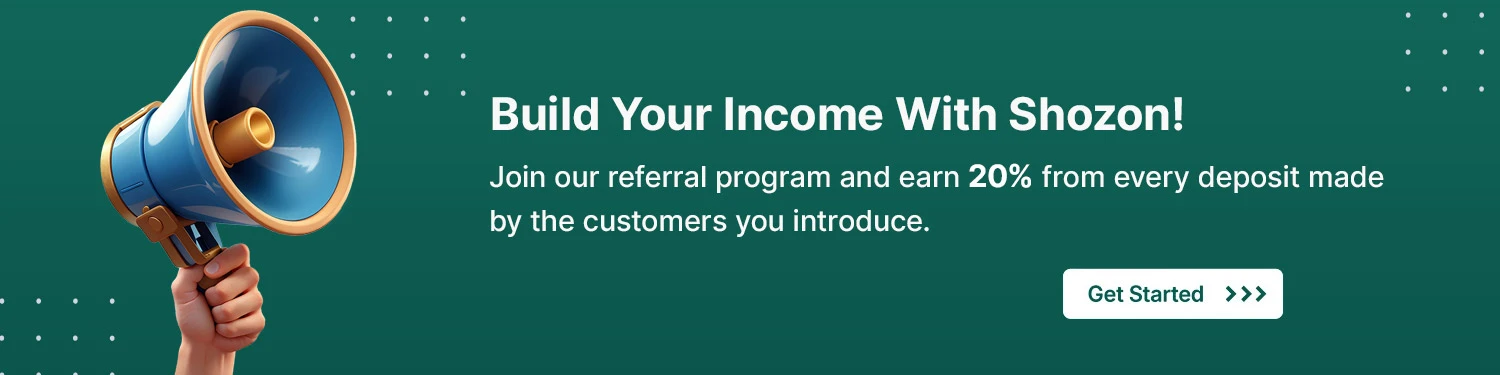 Build Your Income With Shozon!
Join our referral program and earn 20% from every deposit made
by the customers you introduce.
Get Started